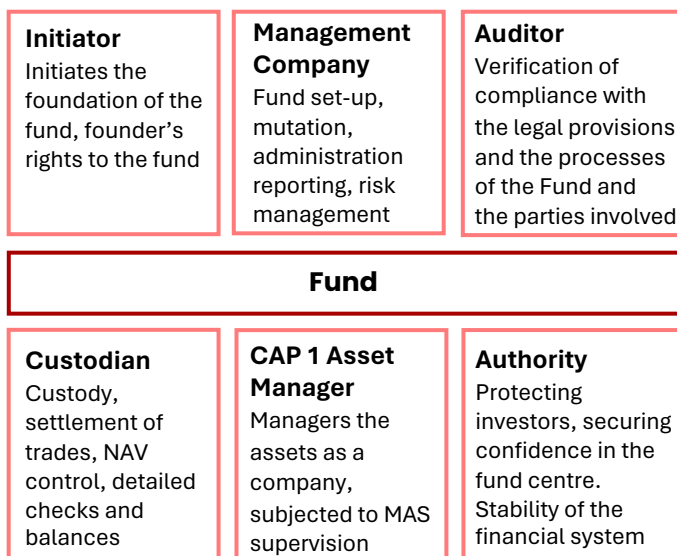 Initiator
Initiates the
foundation of the
fund, founder’s
rights to the fund
Management
Company
Fund set-up,
mutation,
administration
reporting, risk
management
Auditor
Verification of
compliance with
the legal provisions
and the processes
of the Fund and
the parties involved
Fund
Custodian
Custody,
settlement of
trades, NAV
control, detailed
checks and
balances
CAP 1 Asset
Manager
Managers the
assets as a
company,
subjected to MAS
supervision
Authority
Protecting
investors, securing
confidence in the
fund centre.
Stability of the
financial system